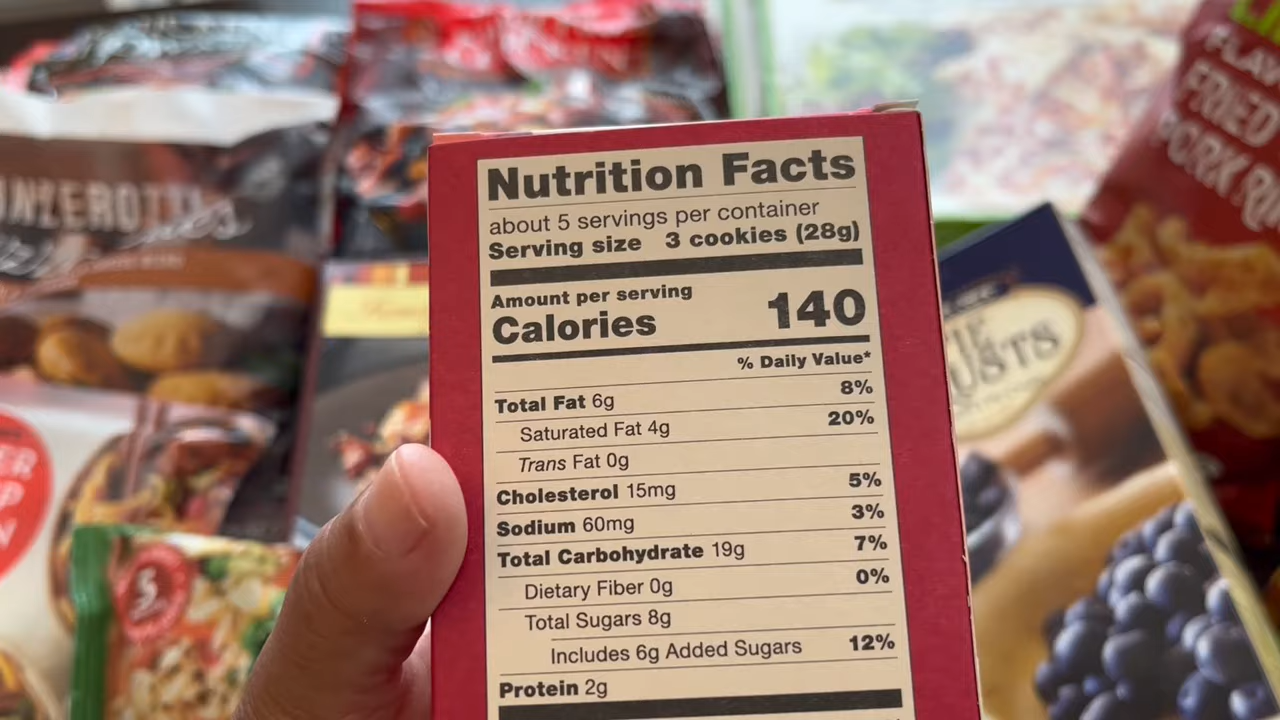 Nutrition Facts
about 5 servings per container
Serving size 3 cookies (28g)
Amount per serving
Calories 140
% Daily Value*
Total Fat 6g 8%
Saturated Fat 4g 20%
Trans Fat 0g
Cholesterol 15mg 5%
Sodium 60mg 3%
Total Carbohydrate 19g 7%
Dietary Fiber 0g 0%
Total Sugars 8g
Includes 6g Added Sugars 12%
Protein 2g
FRIED
PORK